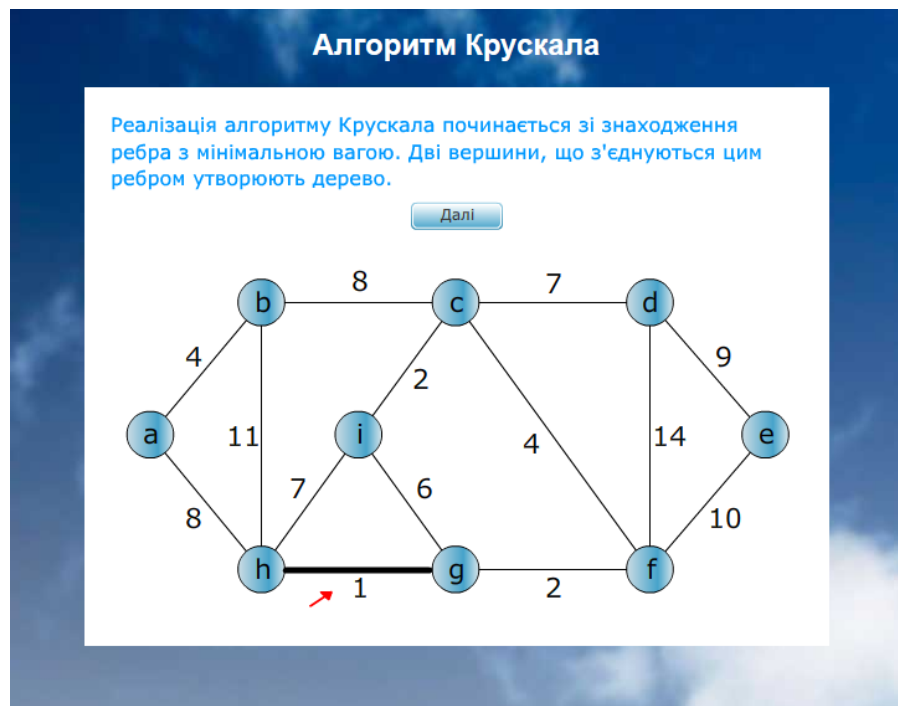 Алгоритм Крускала
Реалізація алгоритму Крускала починається зі знаходження
ребра з мінімальною вагою. Дві вершини, що з'єднуються цим
ребром утворюють дерево.
Далі
8 7
b c d
4 2 9
a 11 i 4 14 e
8 7 6 10
h g f
1 2